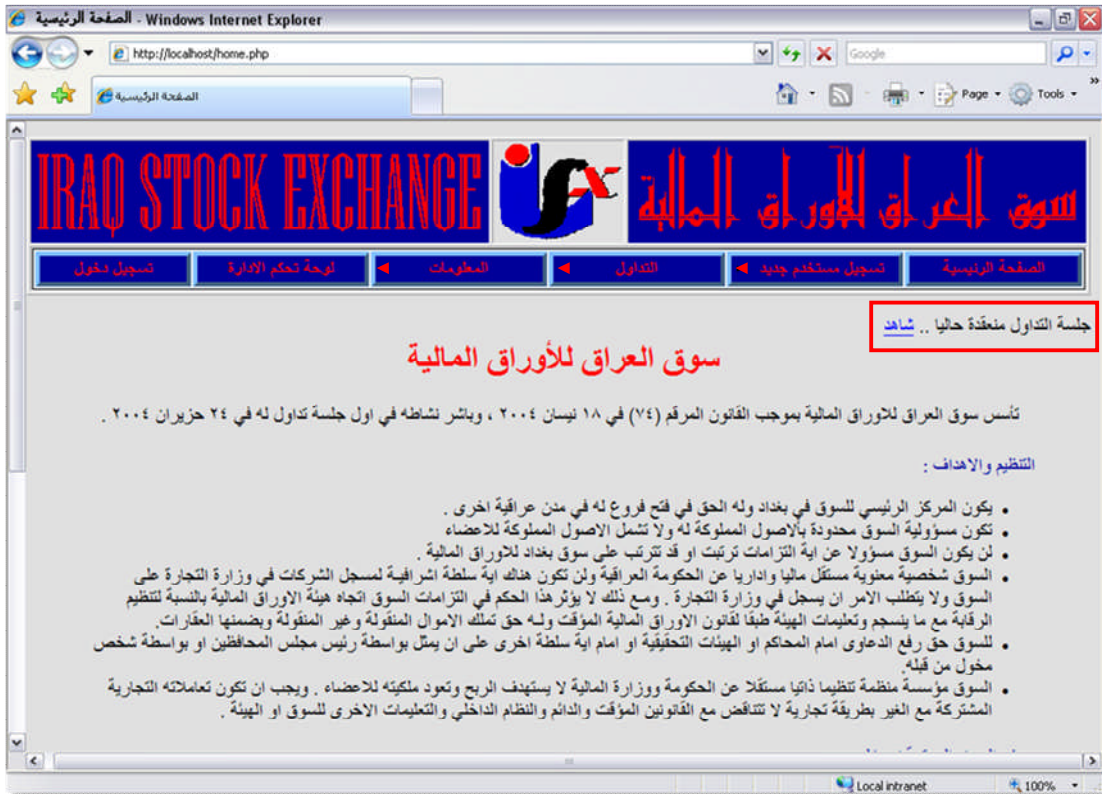 الصفحة الرئيسية - Windows Internet Explorer
http://localhost/home.php
Google
الصفحة الرئيسية
Page
Tools
IRAQ STOCK EXCHANGE
سوق العراق للأوراق المالية
الصفحة الرئيسية
تسجيل مستخدم جديد
التداول
المعلومات
لوحة تحكم الادارة
تسجيل دخول
جلسة التداول منعقدة حاليا .. شاهد
سوق العراق للأوراق المالية
تأسس سوق العراق للاوراق المالية بموجب القانون المرقم (٧٤) في ١٨ نيسان ٢٠٠٤ ، وباشر نشاطه في اول جلسة تداول له في ٢٤ حزيران ٢٠٠٤ .
التنظيم والاهداف :
• يكون المركز الرئيسي للسوق في بغداد وله الحق في فتح فروع له في مدن عراقية اخرى .
• تكون مسؤولية السوق محدودة بالاصول المملوكة له ولا تشمل الاصول المملوكة للاعضاء
• لن يكون السوق مسؤولا عن اية التزامات ترتبت او قد تترتب على سوق بغداد للاوراق المالية .
• السوق شخصية معنوية مستقل ماليا واداريا عن الحكومة العراقية ولن تكون هناك اية سلطة اشرافية لمسجل الشركات في وزارة التجارة على
السوق ولا يتطلب الامر ان يسجل في وزارة التجارة . ومع ذلك لا يؤثر هذا الحكم في التزامات السوق اتجاه هيئة الاوراق المالية بالنسبة لتنظيم
الرقابة مع ما ينسجم وتعليمات الهيئة طبقا لقانون الاوراق المالية المؤقت وله حق تملك الاموال المنقولة وغير المنقولة وبضمنها العقارات.
• للسوق حق رفع الدعاوى امام المحاكم او الهيئات التحقيقية او امام اية سلطة اخرى على ان يمثل بواسطة رئيس مجلس المحافظين او بواسطة شخص
مخول من قبله.
• السوق مؤسسة منظمة تنظيما ذاتيا مستقلا عن الحكومة ووزارة المالية لا يستهدف الربح وتعود ملكيته للاعضاء . ويجب ان تكون تعاملاته التجارية
المشتركة مع الغير بطريقة تجارية لا تتناقض مع القانونين المؤقت والدائم والنظام الداخلي والتعليمات الاخرى للسوق او الهيئة .
Local intranet
100%